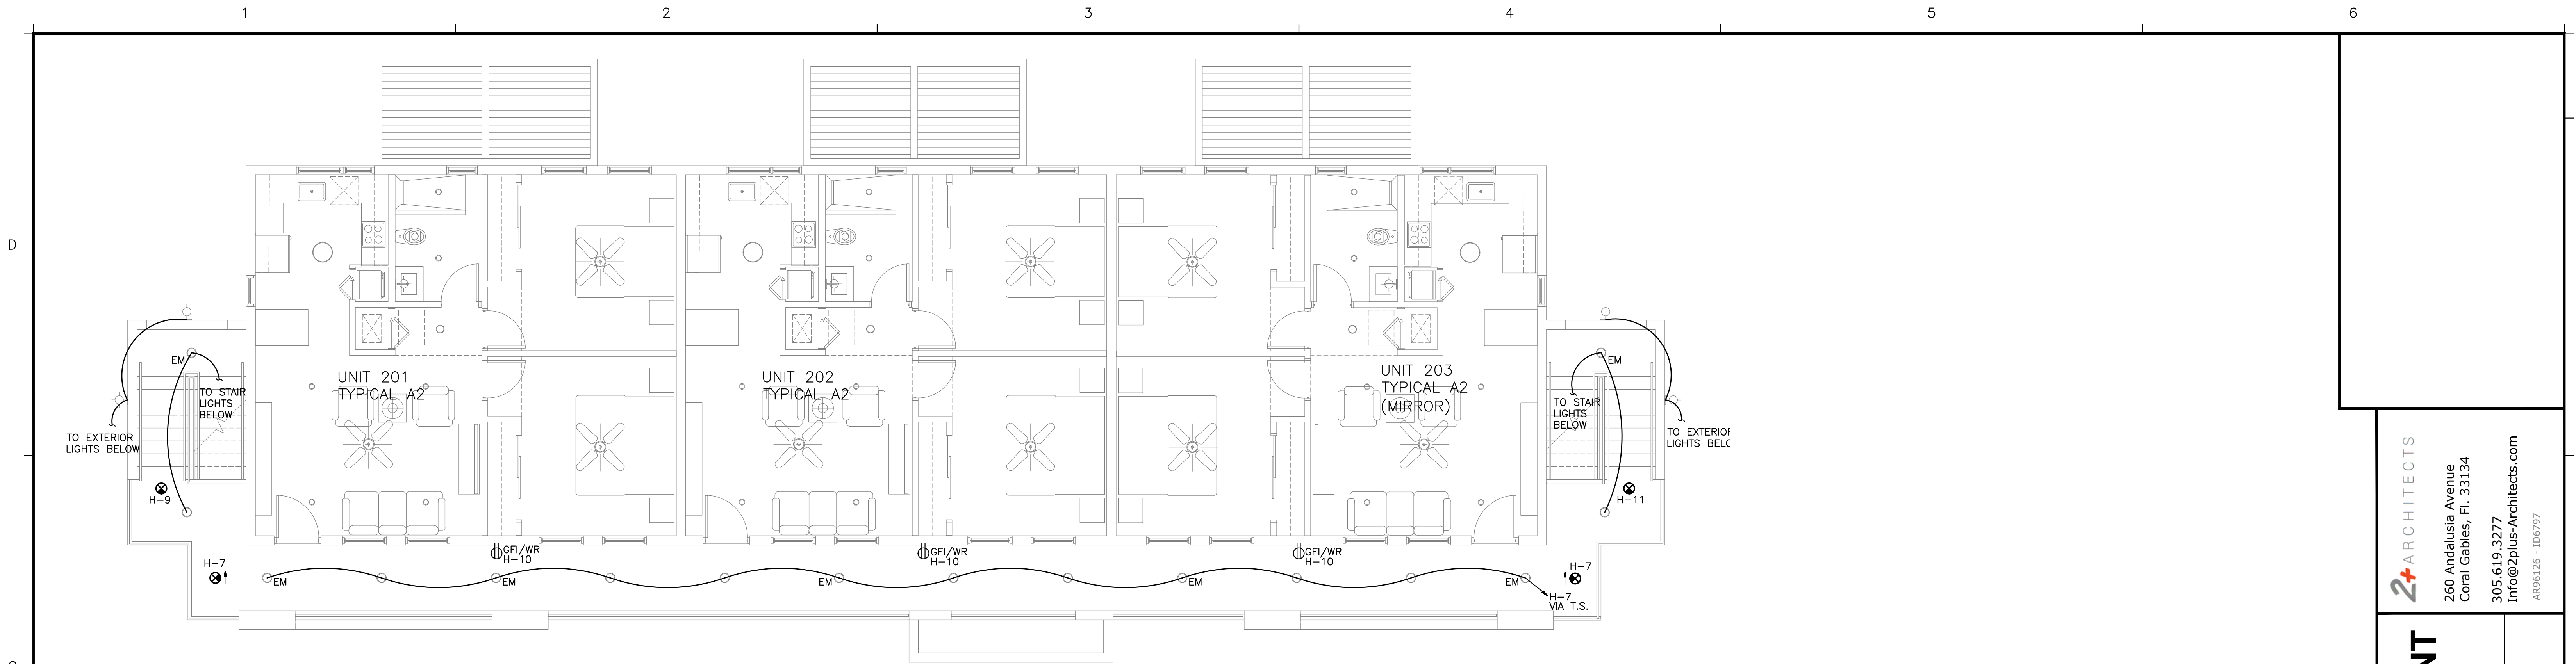 1 2 3 4 5 6
D
UNIT 201
TYPICAL A2
UNIT 202
TYPICAL A2
UNIT 203
TYPICAL A2
(MIRROR)
EM
TO STAIR
LIGHTS
BELOW
TO EXTERIOR
LIGHTS BELOW
H-9
H-7
EM
GFI/WR
H-10
EM
EM
GFI/WR
H-10
EM
GFI/WR
H-10
EM
H-7
VIA T.S.
H-7
EM
TO STAIR
LIGHTS
BELOW
TO EXTERIOR
LIGHTS BELC
H-11
2+ ARCHITECTS
260 Andalusia Avenue
Coral Gables, Fl. 33134
305.619.3277
Info@2plus-Architects.com
AR96126 - ID6797
NT